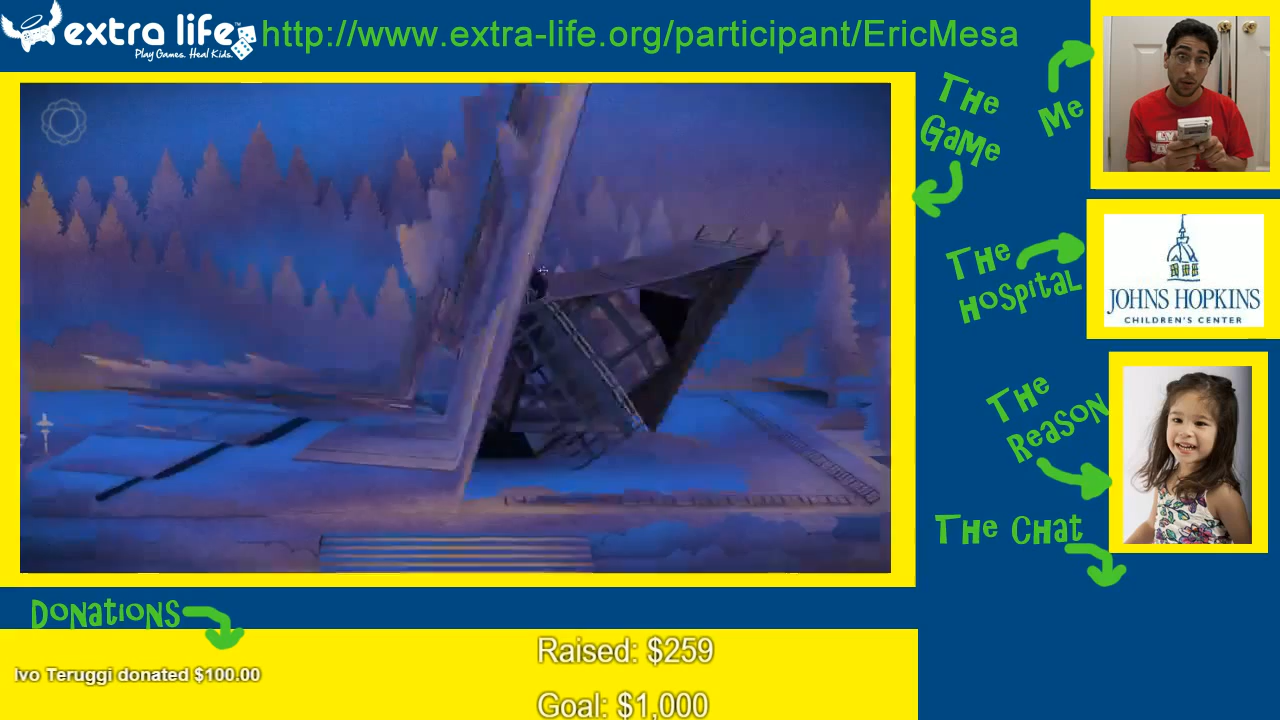 extra life
Play Games. Heal Kids.
http://www.extra-life.org/participant/EricMesa
The
Game
Me
The
Hospital
JOHNS HOPKINS
CHILDREN'S CENTER
The
Reason
The Chat
Donations
Ivo Teruggi donated $100.00
Raised: $259
Goal: $1,000